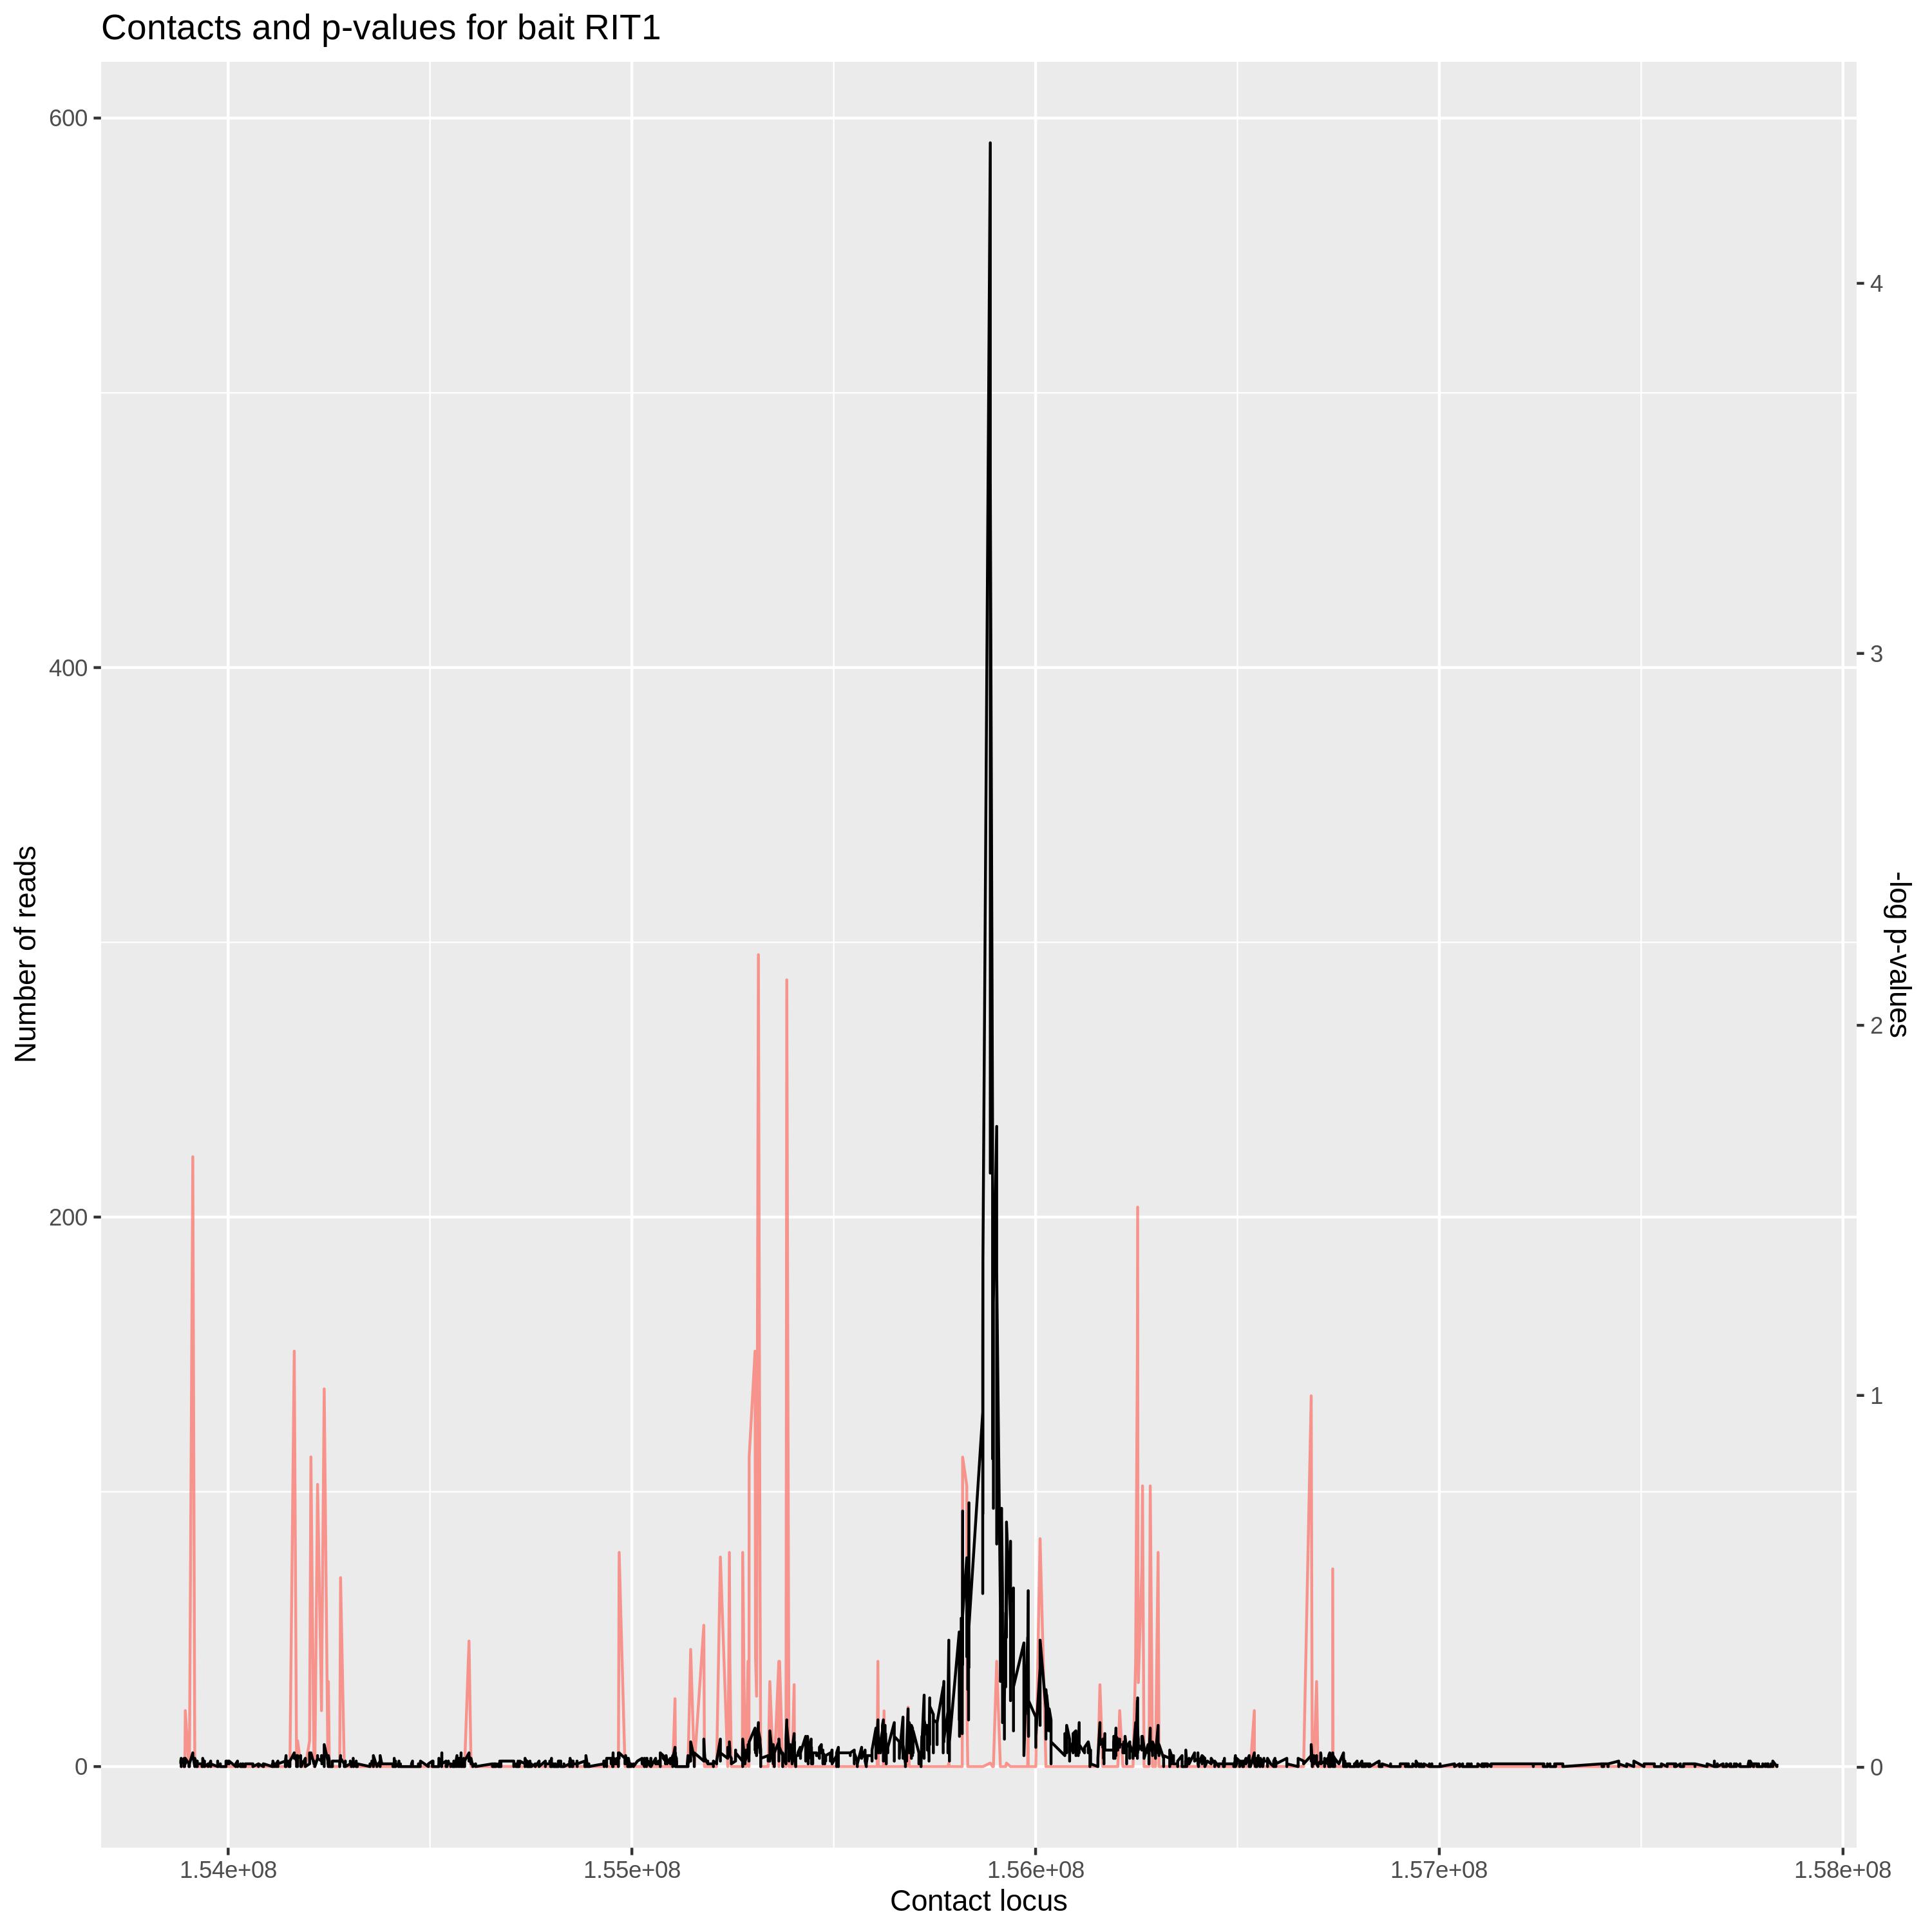 Contacts and p-values for bait RIT1
600
400
200
0
Number of reads
4
3
2
1
0
-log p-values
1.54e+08
1.55e+08
1.56e+08
1.57e+08
1.58e+08
Contact locus